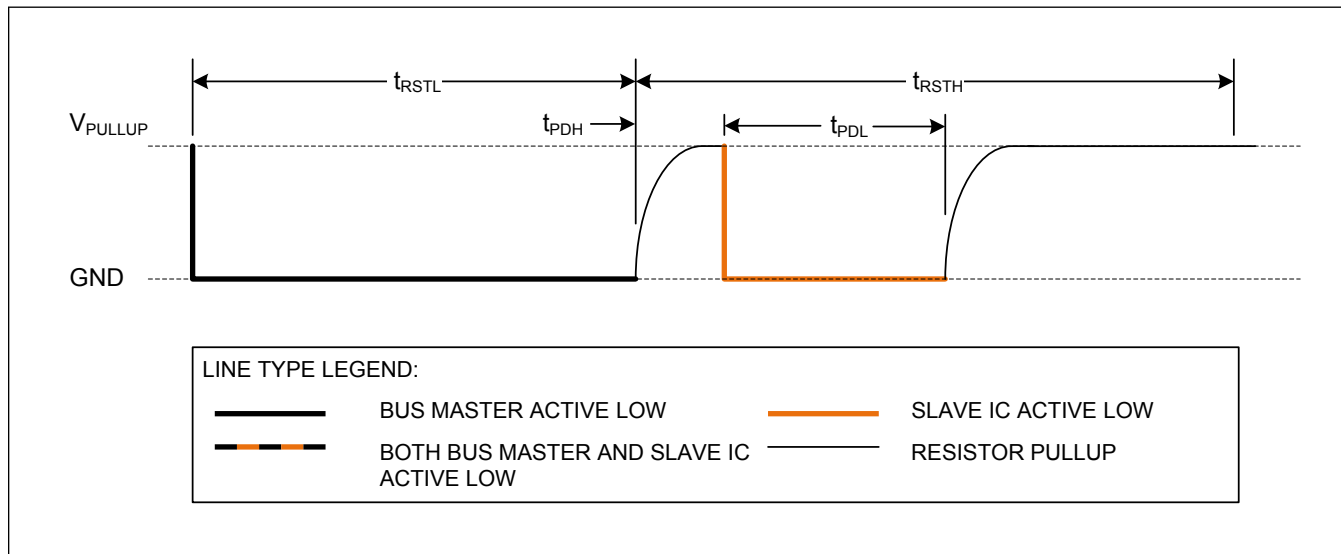 tRSTL
tRSTH
VPULLUP
tPDH
tPDL
GND
LINE TYPE LEGEND:
BUS MASTER ACTIVE LOW
SLAVE IC ACTIVE LOW
BOTH BUS MASTER AND SLAVE IC
ACTIVE LOW
RESISTOR PULLUP